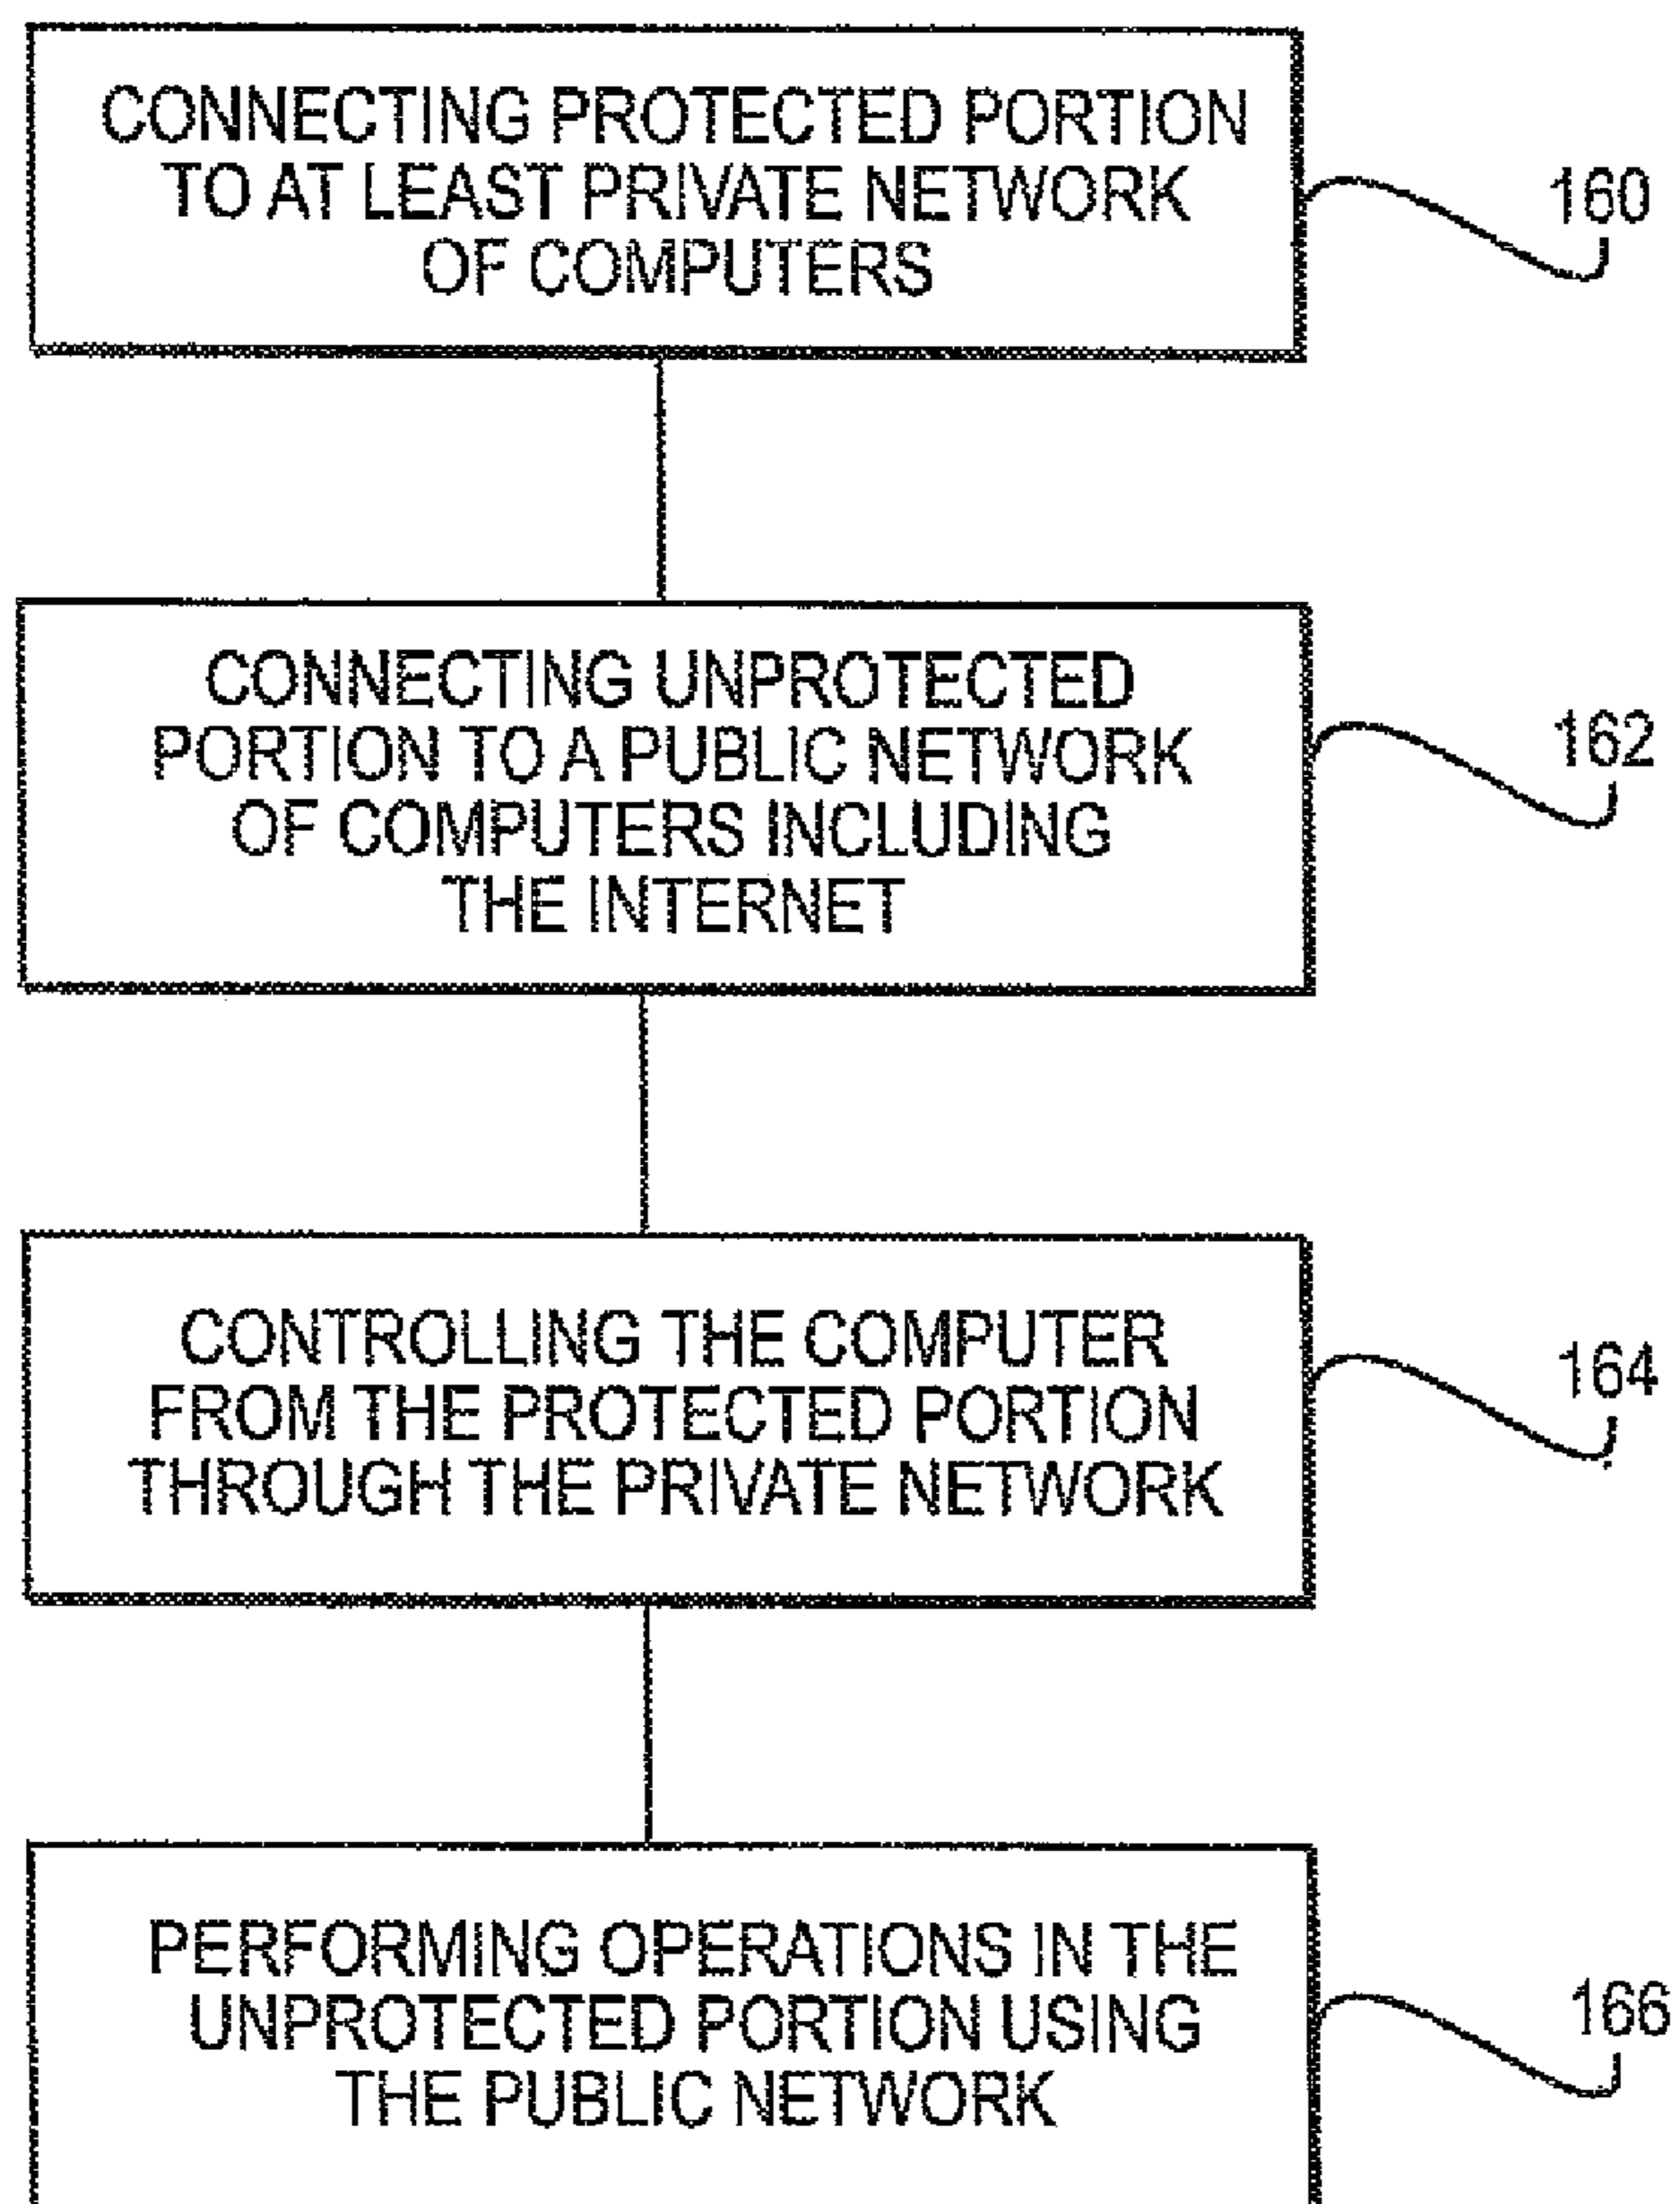 CONNECTING PROTECTED PORTION
TO AT LEAST PRIVATE NETWORK
OF COMPUTERS
160
CONNECTING UNPROTECTED
PORTION TO A PUBLIC NETWORK
OF COMPUTERS INCLUDING
THE INTERNET
162
CONTROLLING THE COMPUTER
FROM THE PROTECTED PORTION
THROUGH THE PRIVATE NETWORK
164
PERFORMING OPERATIONS IN THE
UNPROTECTED PORTION USING
THE PUBLIC NETWORK
166